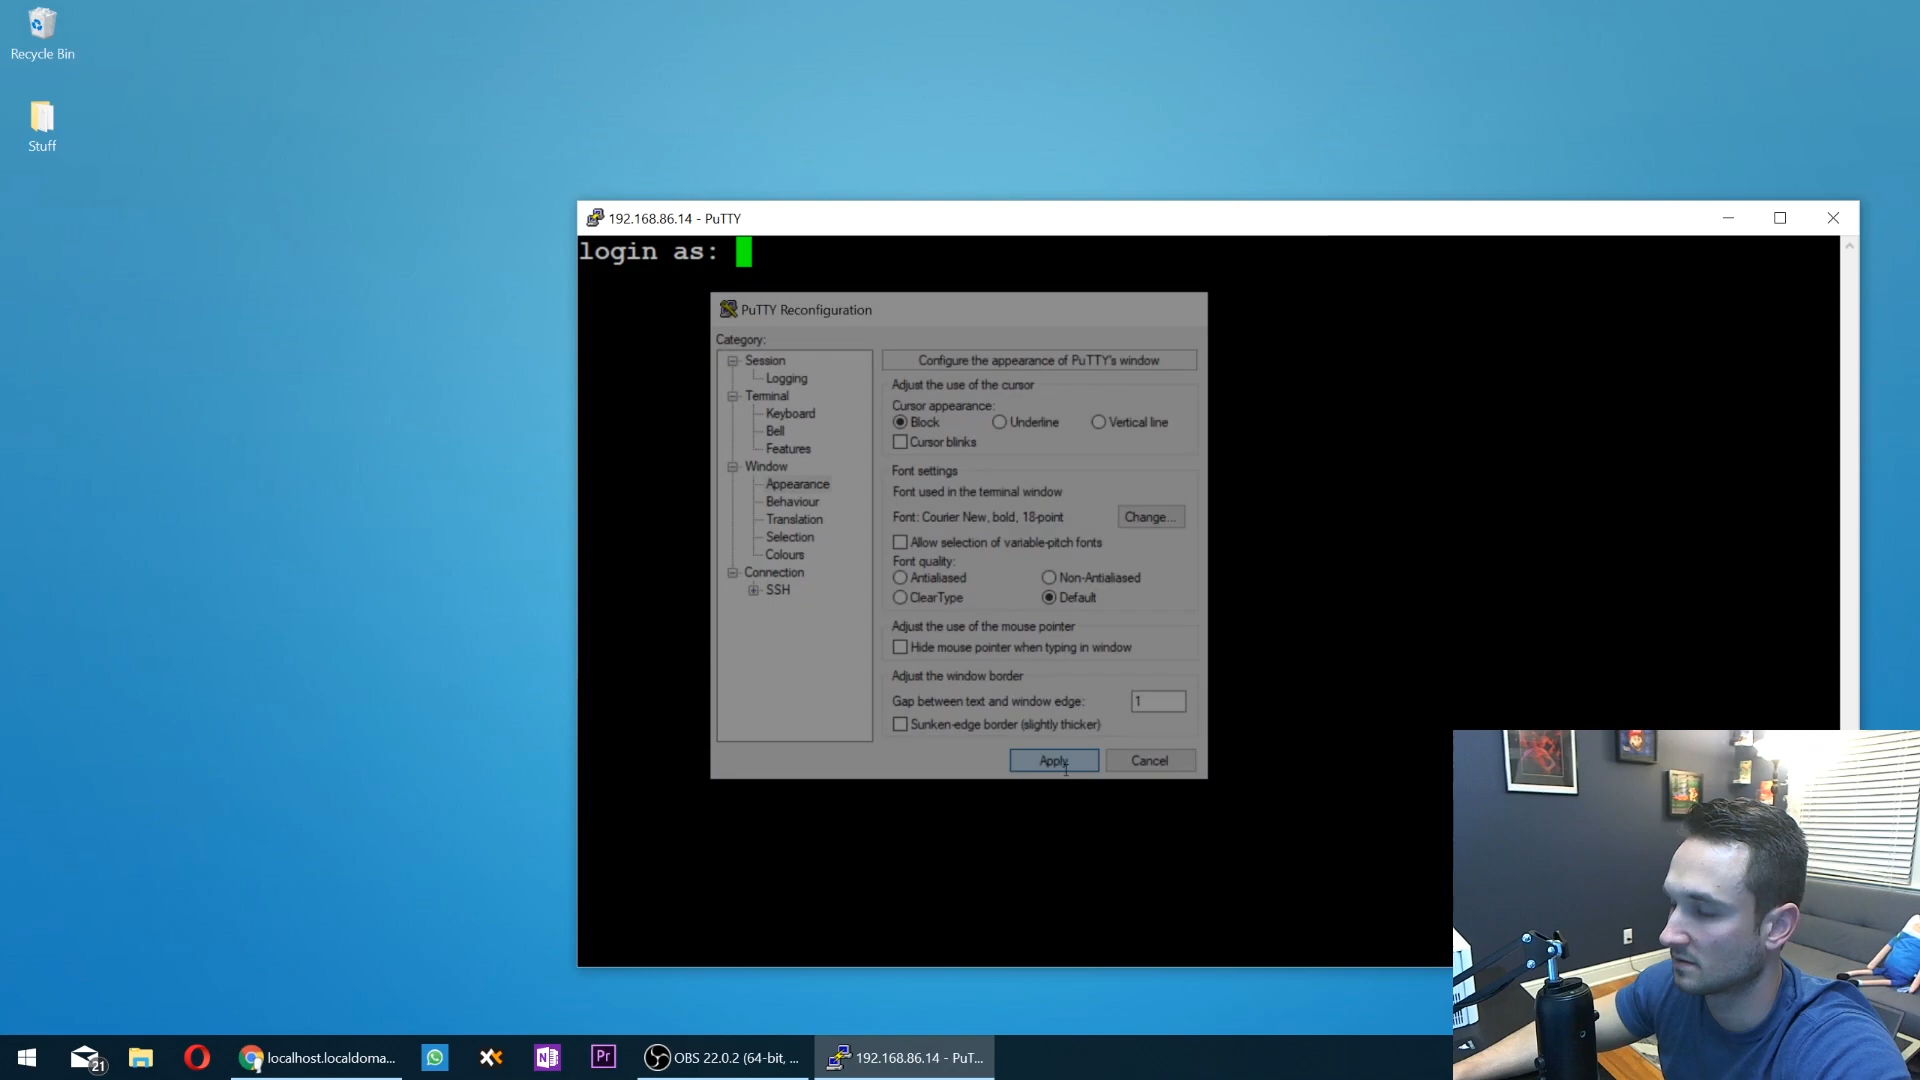 Recycle Bin
Stuff
192.168.86.14 - PuTTY
login as:
PuTTY Reconfiguration
Category:
Session
Logging
Terminal
Keyboard
Bell
Features
Window
Appearance
Behaviour
Translation
Selection
Colours
Connection
SSH
Configure the appearance of PuTTY's window
Adjust the use of the cursor
Cursor appearance:
Block Underline Vertical line
Cursor blinks
Font settings
Font used in the terminal window
Font: Courier New, bold, 18-point Change...
Allow selection of variable-pitch fonts
Font quality:
Antialiased Non-Antialiased
ClearType Default
Adjust the use of the mouse pointer
Hide mouse pointer when typing in window
Adjust the window border
Gap between text and window edge: 1
Sunken-edge border (slightly thicker)
Apply Cancel
21
localhost.localdoma...
N
Pr
OBS 22.0.2 (64-bit, ...
192.168.86.14 - PuT...